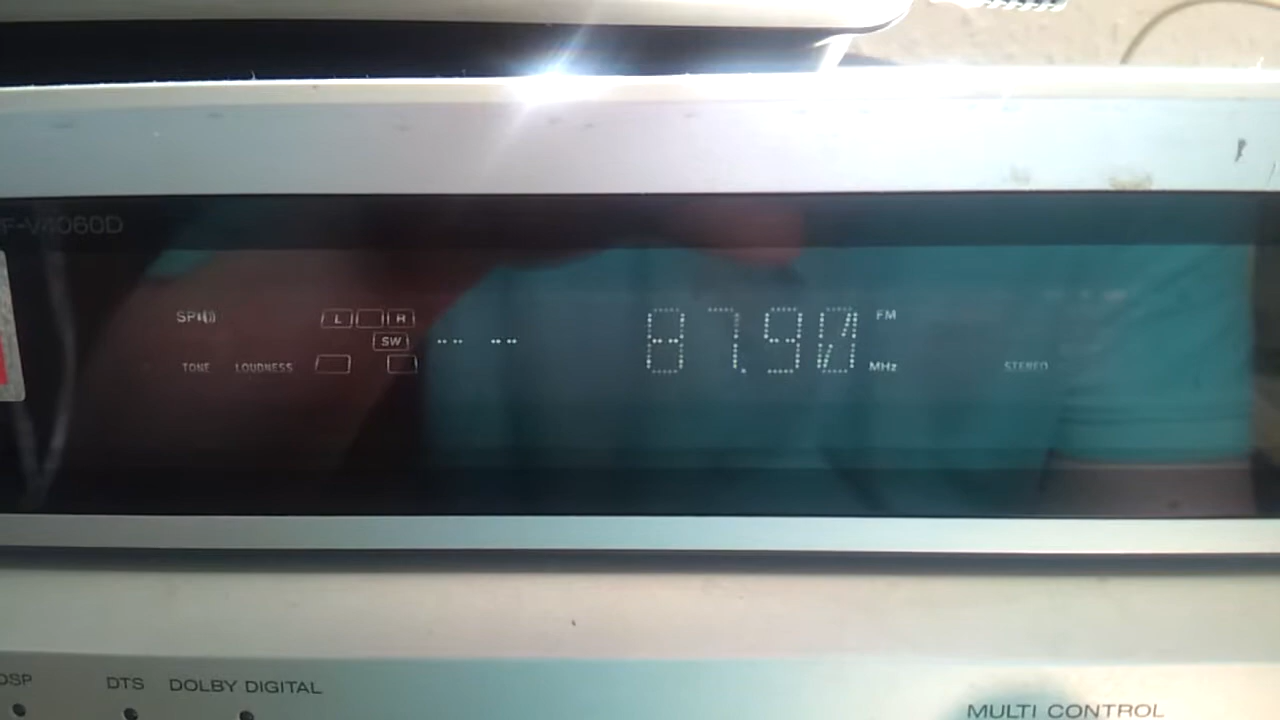 F-V4060D
SP
L R
FM
SW
-- -- 87.90
TONE LOUDNESS
MHz
STEREO
DSP
DTS
DOLBY DIGITAL
MULTI CONTROL